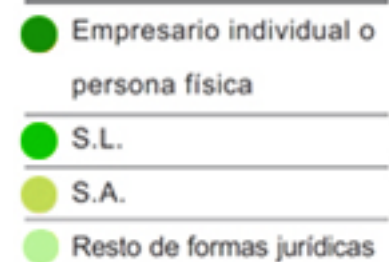 Empresario individual o
persona física
S.L.
S.A.
Resto de formas jurídicas